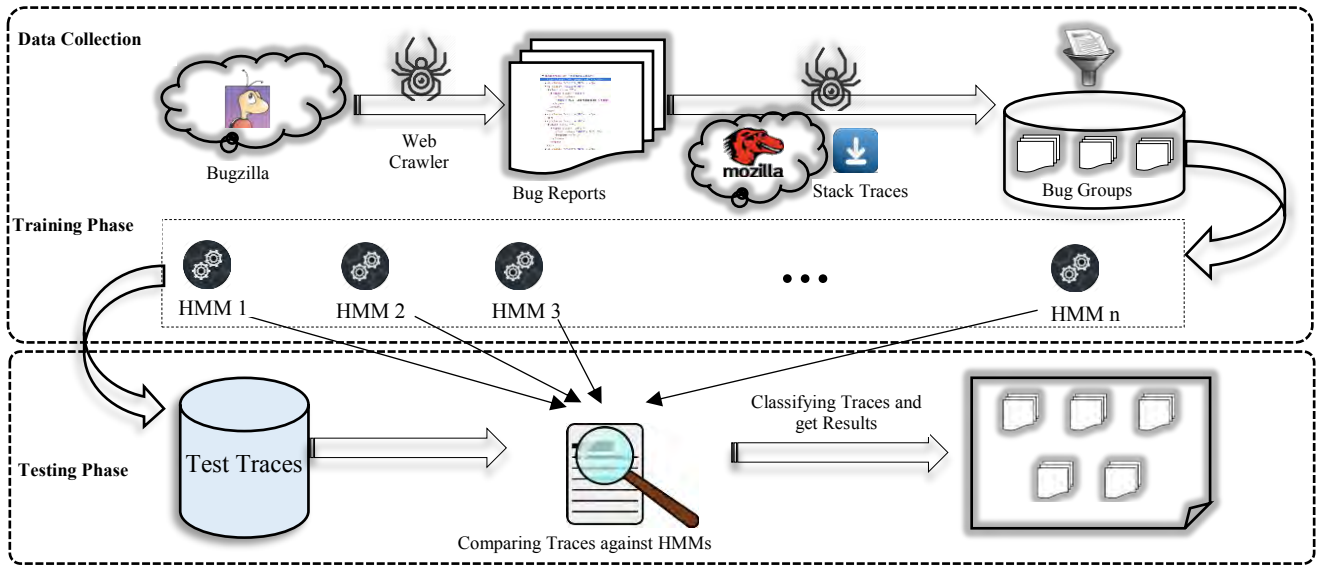 Data Collection
Bugzilla
Web
Crawler
Bug Reports
mozilla
Stack Traces
Bug Groups
Training Phase
HMM 1
HMM 2
HMM 3
...
HMM n
Testing Phase
Test Traces
Comparing Traces against HMMs
Classifying Traces and
get Results